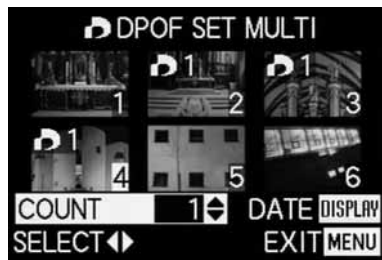 DPOF SET MULTI
1 1 2 1 3
1 4 5 6
COUNT 1 DATE DISPLAY
SELECT EXIT MENU